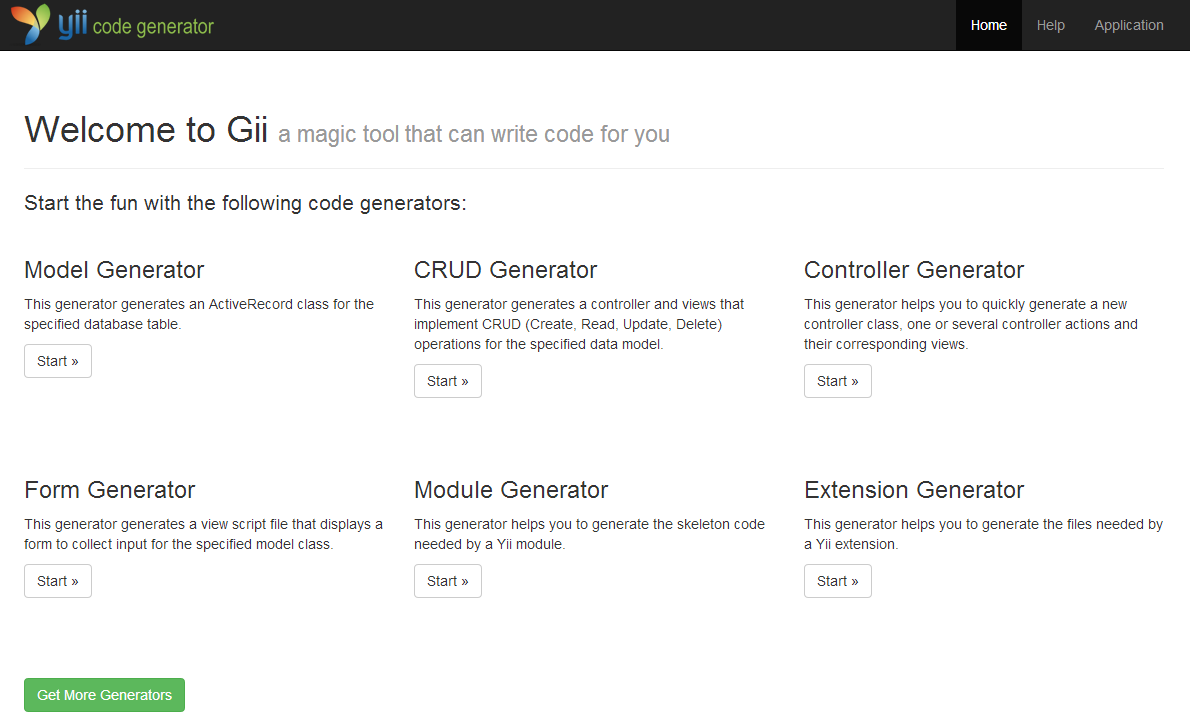 yii code generator
Home
Help
Application
Welcome to Gii a magic tool that can write code for you
Start the fun with the following code generators:
Model Generator
This generator generates an ActiveRecord class for the
specified database table.
Start »
CRUD Generator
This generator generates a controller and views that
implement CRUD (Create, Read, Update, Delete)
operations for the specified data model.
Start »
Controller Generator
This generator helps you to quickly generate a new
controller class, one or several controller actions and
their corresponding views.
Start »
Form Generator
This generator generates a view script file that displays a
form to collect input for the specified model class.
Start »
Module Generator
This generator helps you to generate the skeleton code
needed by a Yii module.
Start »
Extension Generator
This generator helps you to generate the files needed by
a Yii extension.
Start »
Get More Generators